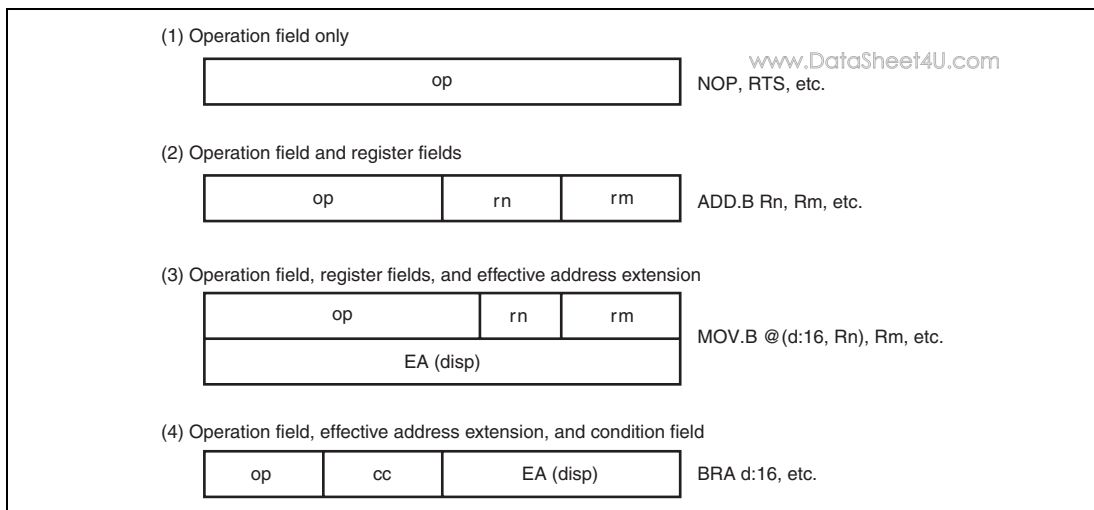 (1) Operation field only
www.DataSheet4U.com
op
NOP, RTS, etc.
(2) Operation field and register fields
op rn rm
ADD.B Rn, Rm, etc.
(3) Operation field, register fields, and effective address extension
op rn rm
MOV.B @(d:16, Rn), Rm, etc.
EA (disp)
(4) Operation field, effective address extension, and condition field
op cc EA (disp) BRA d:16, etc.